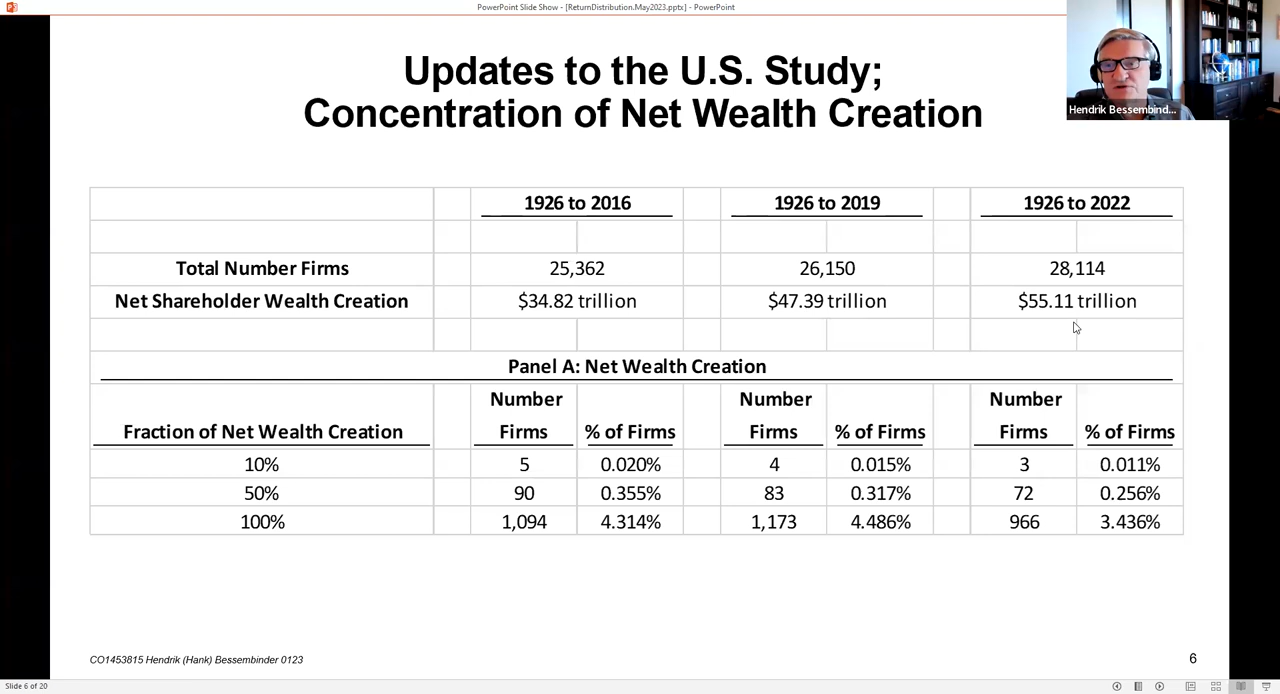 PowerPoint Slide Show - [ReturnDistribution.May2023.pptx] - PowerPoint
Hendrik Bessembind...
Updates to the U.S. Study;
Concentration of Net Wealth Creation
1926 to 2016 1926 to 2019 1926 to 2022
Total Number Firms 25,362 26,150 28,114
Net Shareholder Wealth Creation $34.82 trillion $47.39 trillion $55.11 trillion
Panel A: Net Wealth Creation
Number Number Number
Fraction of Net Wealth Creation Firms % of Firms Firms % of Firms Firms % of Firms
10% 5 0.020% 4 0.015% 3 0.011%
50% 90 0.355% 83 0.317% 72 0.256%
100% 1,094 4.314% 1,173 4.486% 966 3.436%
CO1453815 Hendrik (Hank) Bessembinder 0123
6
Slide 6 of 20